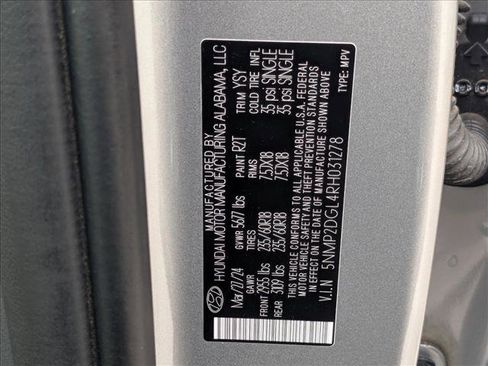 MANUFACTURED BY
HYUNDAI MOTOR MANUFACTURING ALABAMA, LLC
Mar/27/24 GVWR 5677 lbs PAINT R2T TRIM YSY
GAWR TIRES RIMS COLD TIRE INFL
FRONT 2955 lbs 235/60R18 7.5JX18 35 psi SINGLE
REAR 3109 lbs 235/60R18 7.5JX18 35 psi SINGLE
THIS VEHICLE CONFORMS TO ALL APPLICABLE U.S.A. FEDERAL
MOTOR VEHICLE SAFETY AND THEFT PREVENTION STANDARDS
IN EFFECT ON THE DATE OF MANUFACTURE SHOWN ABOVE
V.I.N 5NMP2DGL4RH031278 TYPE: MPV